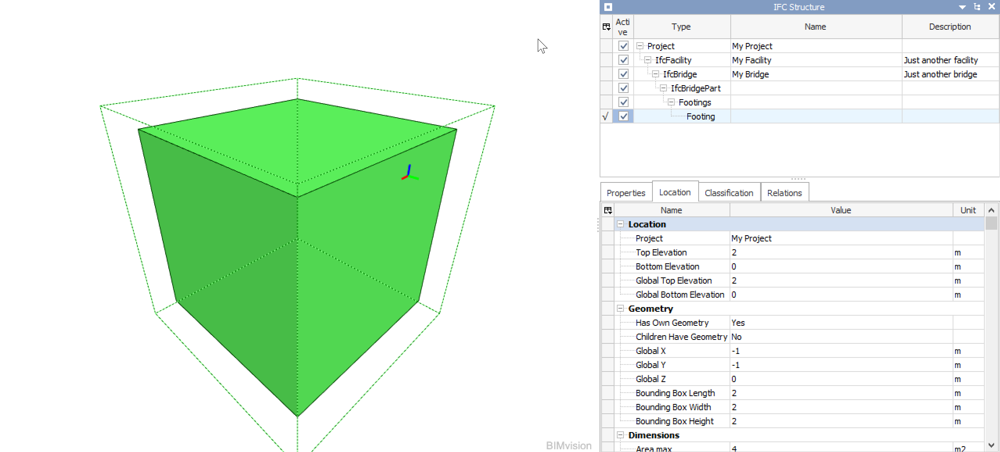 IFC Structure
Acti
ve
Type Name Description
Project My Project
IfcFacility My Facility Just another facility
IfcBridge My Bridge Just another bridge
IfcBridgePart
Footings
√ Footing
Properties Location Classification Relations
Name Value Unit
Location
Project My Project
Top Elevation 2 m
Bottom Elevation 0 m
Global Top Elevation 2 m
Global Bottom Elevation 0 m
Geometry
Has Own Geometry Yes
Children Have Geometry No
Global X -1 m
Global Y -1 m
Global Z 0 m
Bounding Box Length 2 m
Bounding Box Width 2 m
Bounding Box Height 2 m
Dimensions
Area max 4 m2
BIMvision